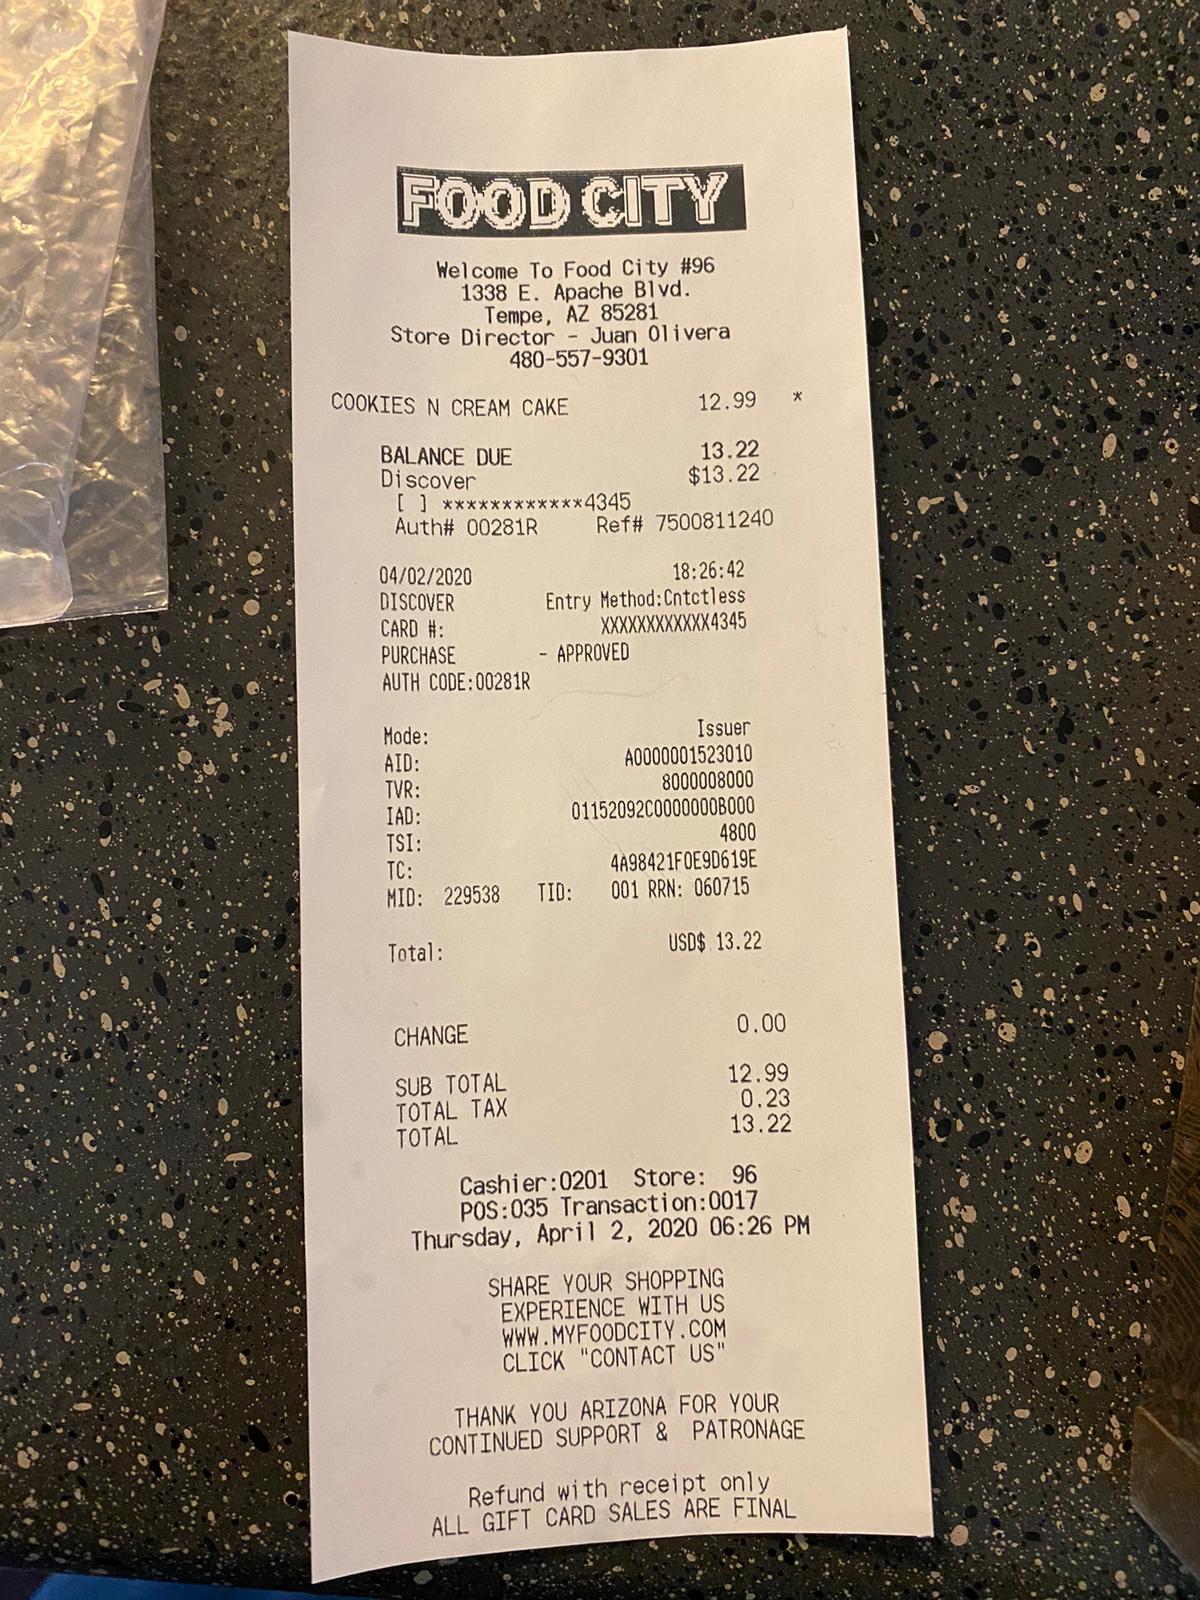 FOOD CITY
Welcome To Food City #96
1338 E. Apache Blvd.
Tempe, AZ 85281
Store Director - Juan Olivera
480-557-9301
COOKIES N CREAM CAKE 12.99 *
BALANCE DUE 13.22
Discover $13.22
[ ] ************4345
Auth# 00281R Ref# 7500811240
04/02/2020 18:26:42
DISCOVER Entry Method:Cntctless
CARD #: XXXXXXXXXXXX4345
PURCHASE - APPROVED
AUTH CODE:00281R
Mode: Issuer
AID: A0000001523010
TVR: 8000008000
IAD: 01152092C0000000B000
TSI: 4800
TC: 4A98421F0E9D619E
MID: 229538 TID: 001 RRN: 060715
Total: USD$ 13.22
CHANGE 0.00
SUB TOTAL 12.99
TOTAL TAX 0.23
TOTAL 13.22
Cashier:0201 Store: 96
POS:035 Transaction:0017
Thursday, April 2, 2020 06:26 PM
SHARE YOUR SHOPPING
EXPERIENCE WITH US
WWW.MYFOODCITY.COM
CLICK "CONTACT US"
THANK YOU ARIZONA FOR YOUR
CONTINUED SUPPORT & PATRONAGE
Refund with receipt only
ALL GIFT CARD SALES ARE FINAL